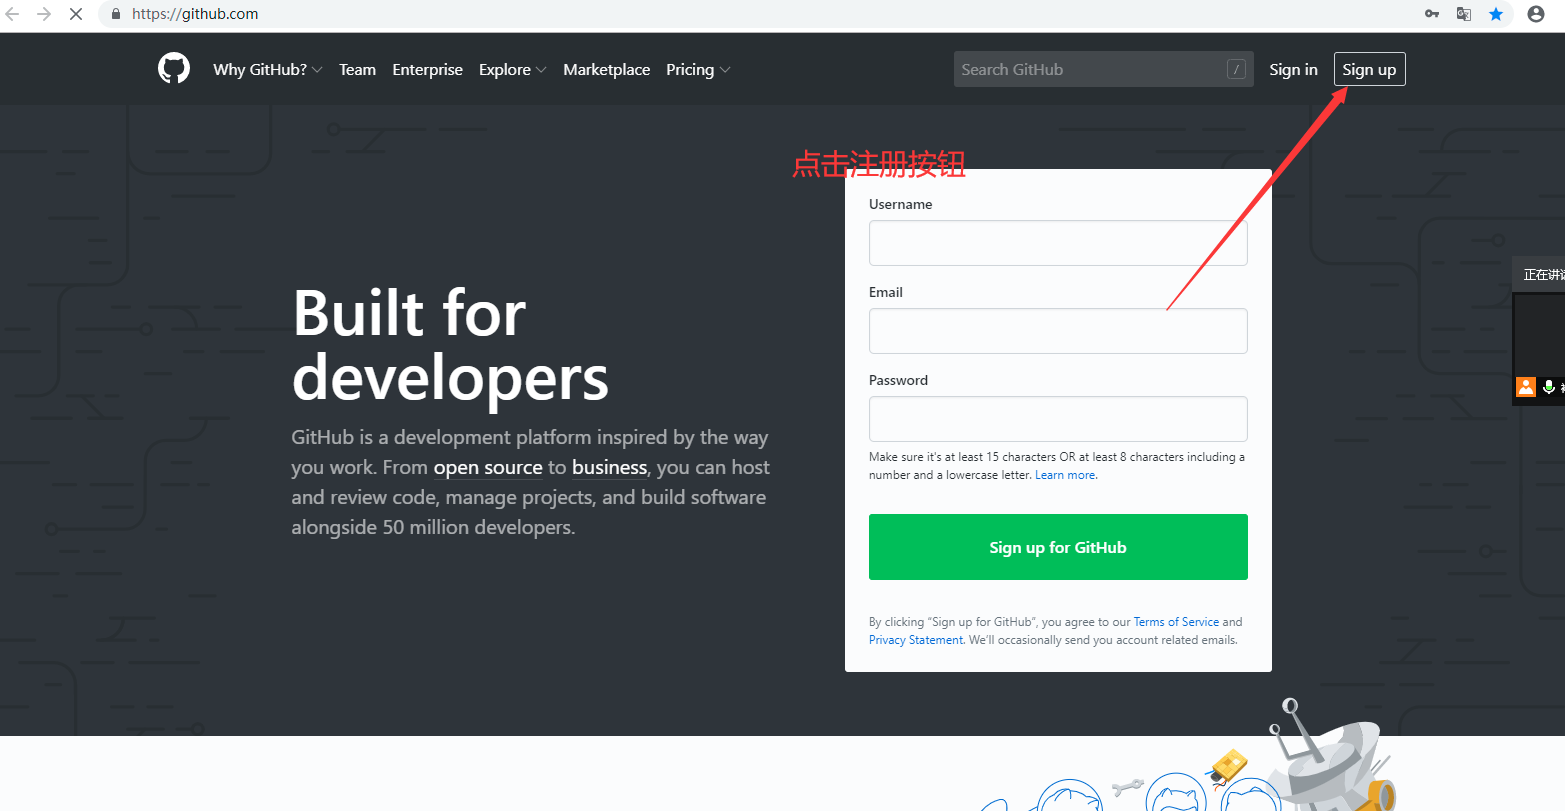 https://github.com
Why GitHub?
Team
Enterprise
Explore
Marketplace
Pricing
Search GitHub
/
Sign in
Sign up
点击注册按钮
Username
Email
Password
Make sure it's at least 15 characters OR at least 8 characters including a
number and a lowercase letter. Learn more.
Sign up for GitHub
By clicking “Sign up for GitHub”, you agree to our Terms of Service and
Privacy Statement. We’ll occasionally send you account related emails.
Built for
developers
GitHub is a development platform inspired by the way
you work. From open source to business, you can host
and review code, manage projects, and build software
alongside 50 million developers.
正在讲